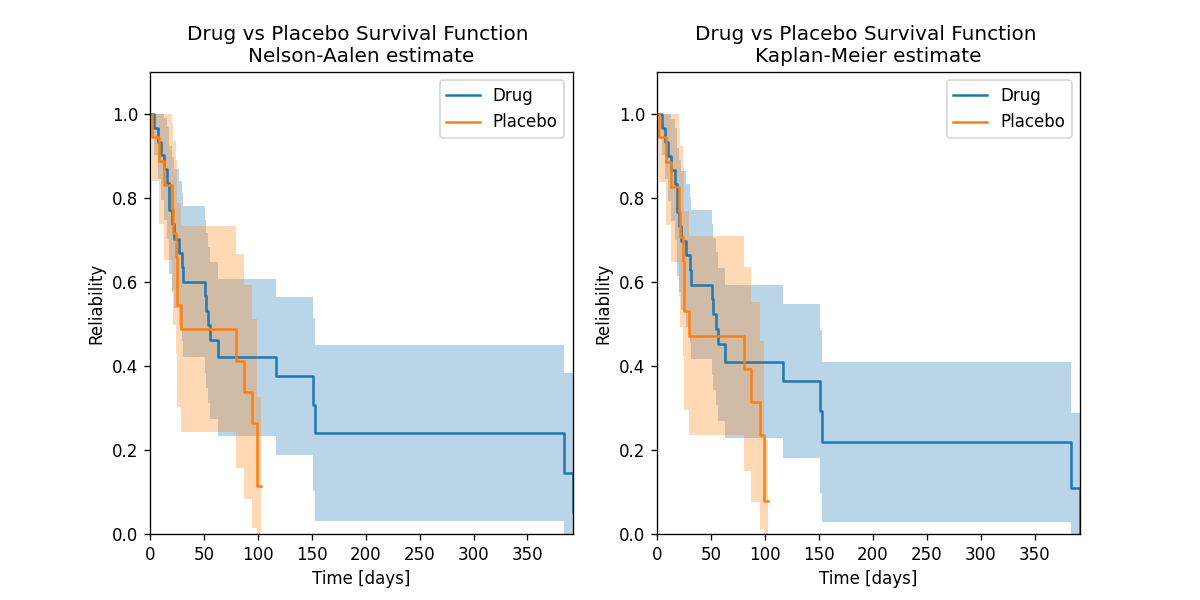 Drug vs Placebo Survival Function
Nelson-Aalen estimate
Drug
Placebo
1.0
0.8
0.6
0.4
0.2
0.0
Reliability
0
50
100
150
200
250
300
350
Time [days]
Drug vs Placebo Survival Function
Kaplan-Meier estimate
Drug
Placebo
1.0
0.8
0.6
0.4
0.2
0.0
Reliability
0
50
100
150
200
250
300
350
Time [days]